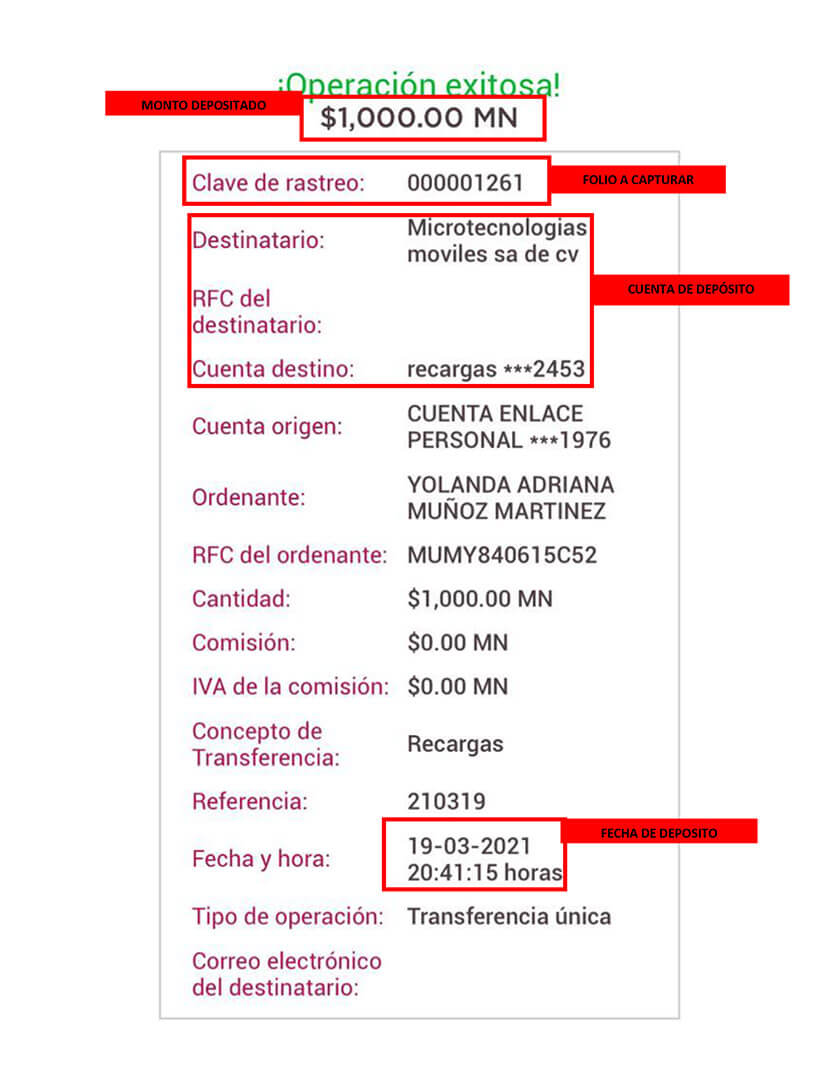 ¡Operación exitosa!
MONTO DEPOSITADO
$1,000.00 MN
Clave de rastreo: 000001261
FOLIO A CAPTURAR
Destinatario: Microtecnologias
moviles sa de cv
CUENTA DE DEPÓSITO
RFC del
destinatario:
Cuenta destino: recargas ***2453
Cuenta origen: CUENTA ENLACE
PERSONAL ***1976
Ordenante: YOLANDA ADRIANA
MUÑOZ MARTINEZ
RFC del ordenante: MUMY840615C52
Cantidad: $1,000.00 MN
Comisión: $0.00 MN
IVA de la comisión: $0.00 MN
Concepto de
Transferencia: Recargas
Referencia: 210319
FECHA DE DEPOSITO
Fecha y hora: 19-03-2021
20:41:15 horas
Tipo de operación: Transferencia única
Correo electrónico
del destinatario: